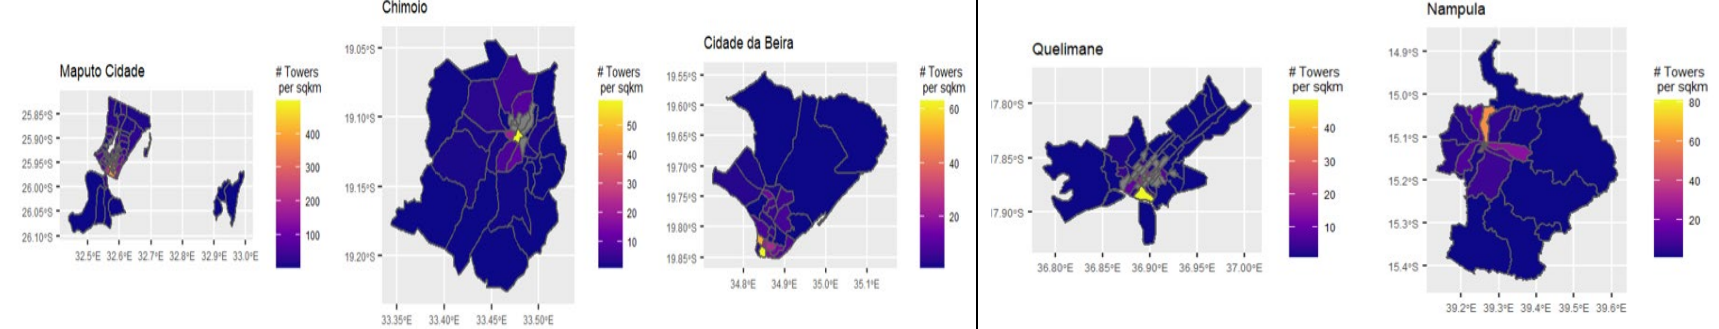 Maputo Cidade
# Towers
per sqkm
400
300
200
100
25.85°S
25.90°S
25.95°S
26.00°S
26.05°S
26.10°S
32.5°E 32.6°E 32.7°E 32.8°E 32.9°E 33.0°E
Chimoio
# Towers
per sqkm
50
40
30
20
10
19.05°S
19.10°S
19.15°S
19.20°S
33.35°E 33.40°E 33.45°E 33.50°E
Cidade da Beira
# Towers
per sqkm
60
40
20
19.55°S
19.60°S
19.65°S
19.70°S
19.75°S
19.80°S
19.85°S
34.8°E 34.9°E 35.0°E 35.1°E
Quelimane
# Towers
per sqkm
40
30
20
10
17.80°S
17.85°S
17.90°S
36.80°E 36.85°E 36.90°E 36.95°E 37.00°E
Nampula
# Towers
per sqkm
80
60
40
20
14.9°S
15.0°S
15.1°S
15.2°S
15.3°S
15.4°S
39.2°E 39.3°E 39.4°E 39.5°E 39.6°E